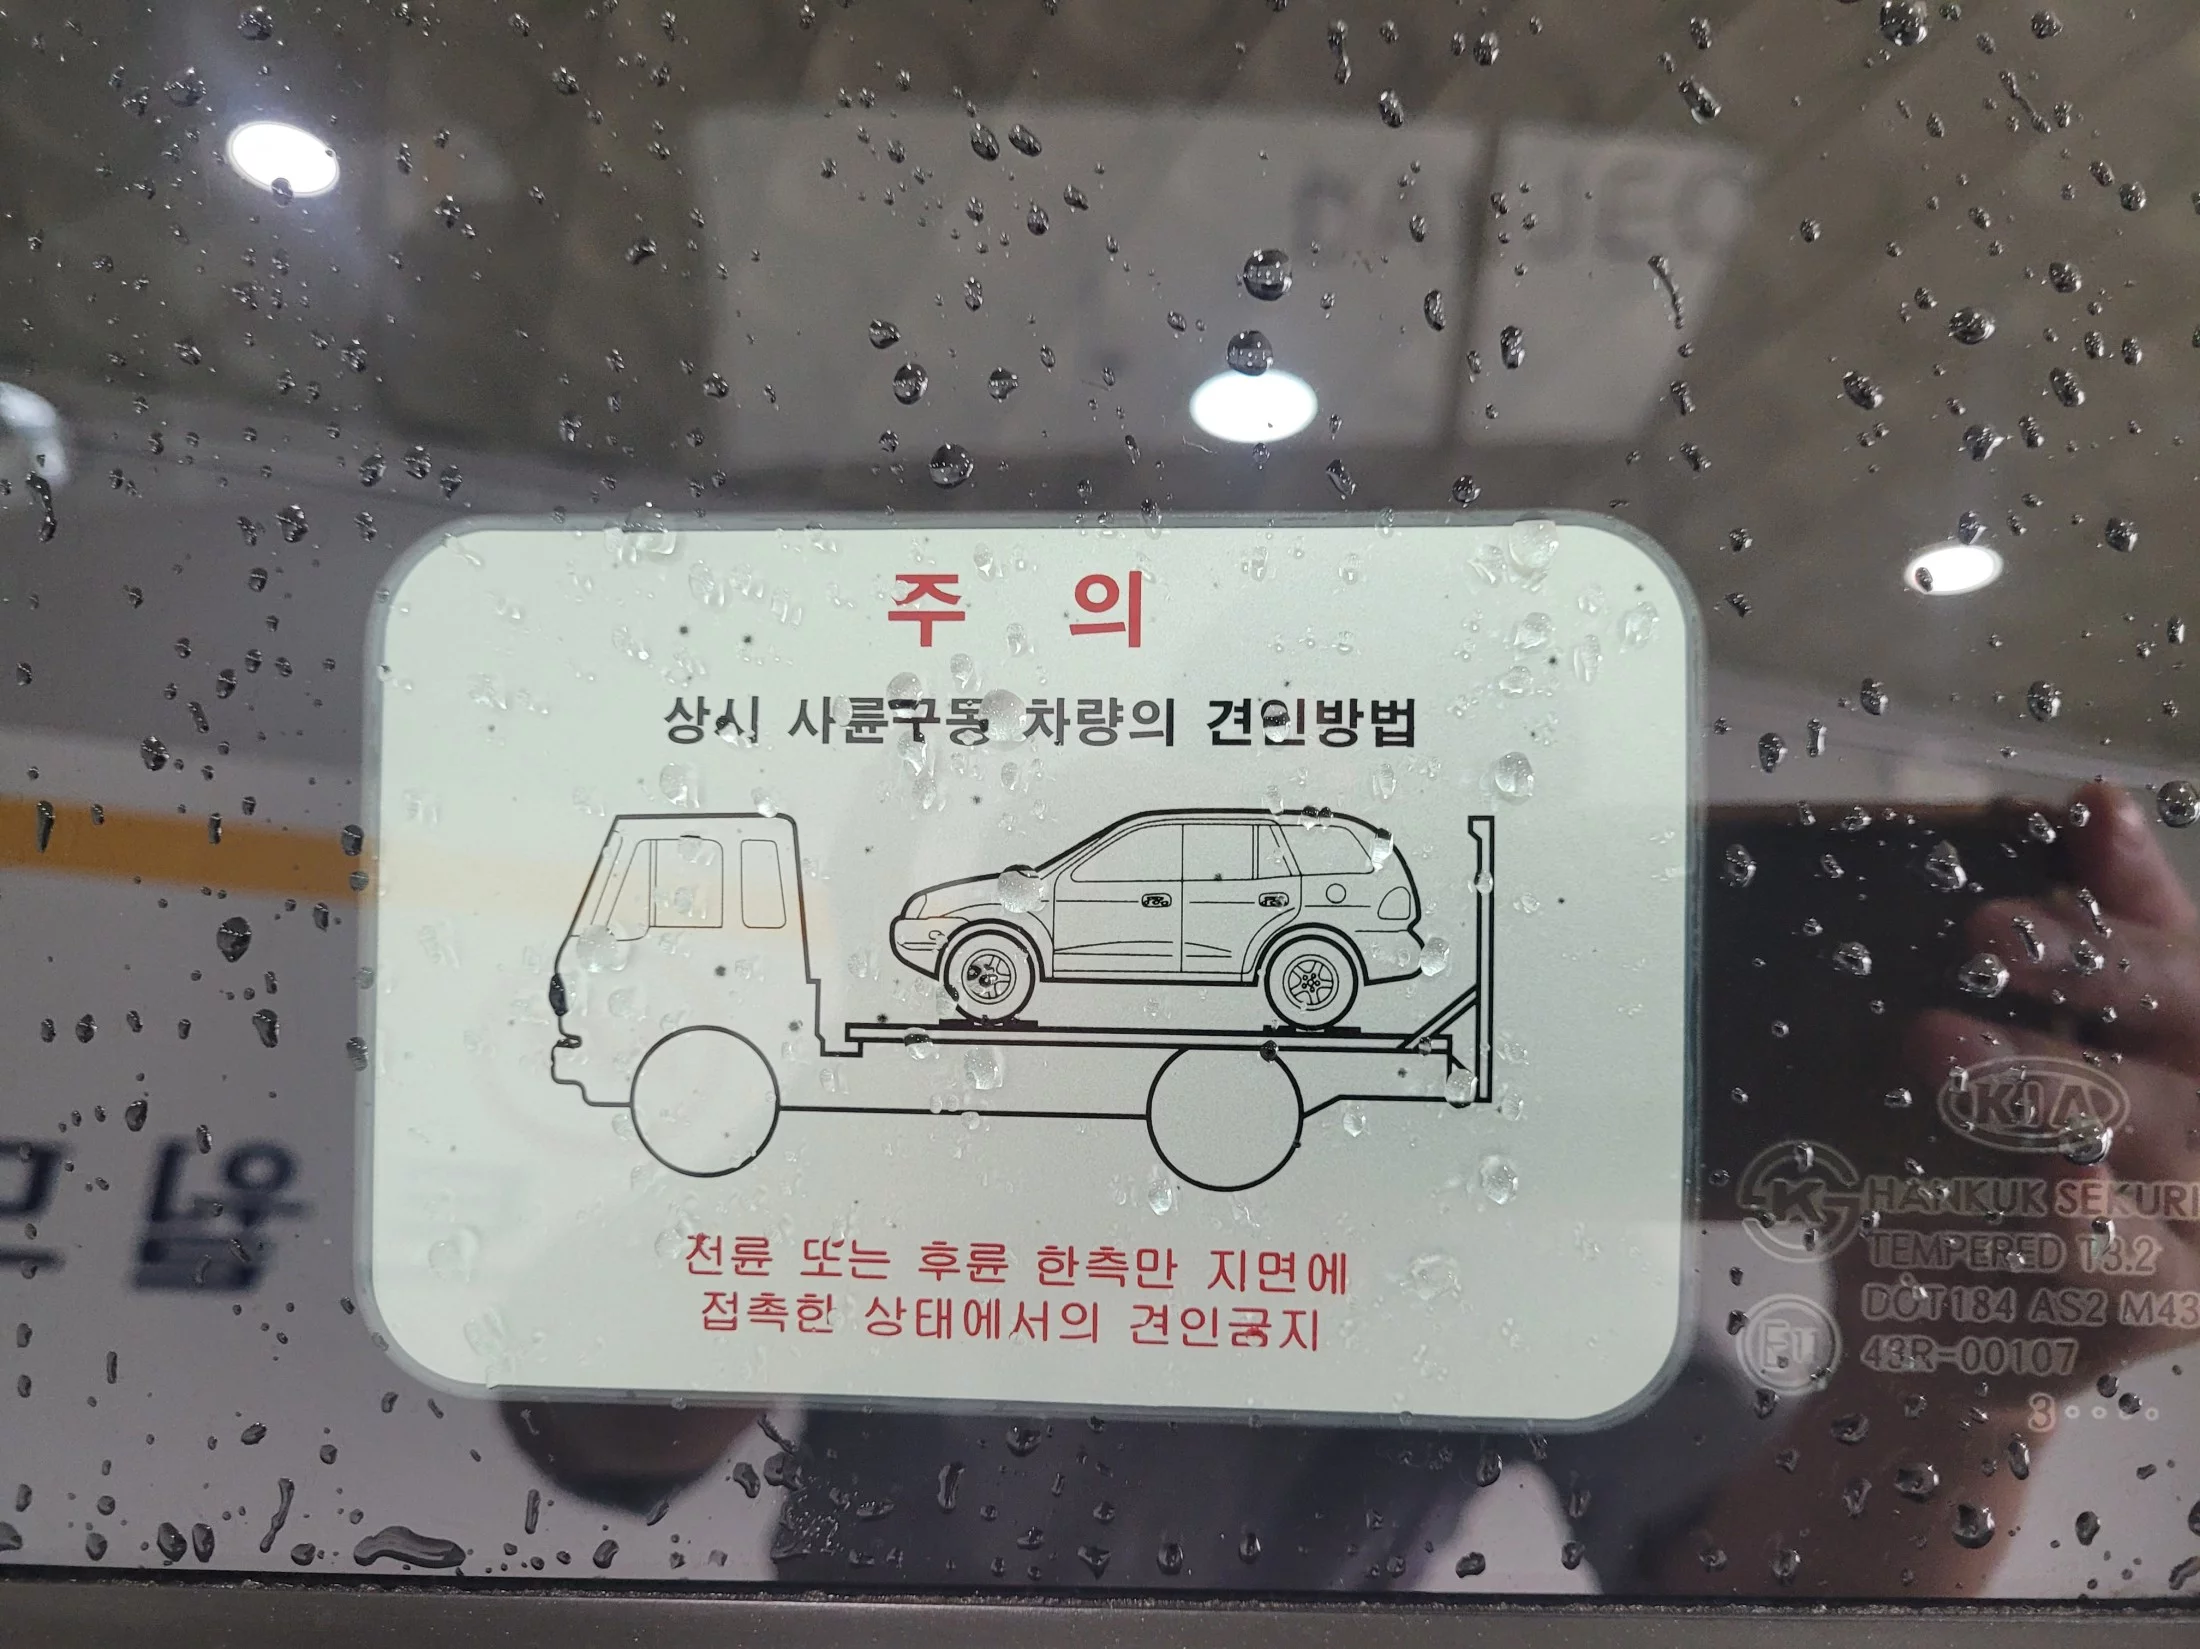 주 의
상시 사륜구동 차량의 견인방법
전륜 또는 후륜 한측만 지면에
접촉한 상태에서의 견인금지
KIA
HANKUK SEKURI
TEMPERED T3.2
DOT184 AS2 M43
43R-00107
3